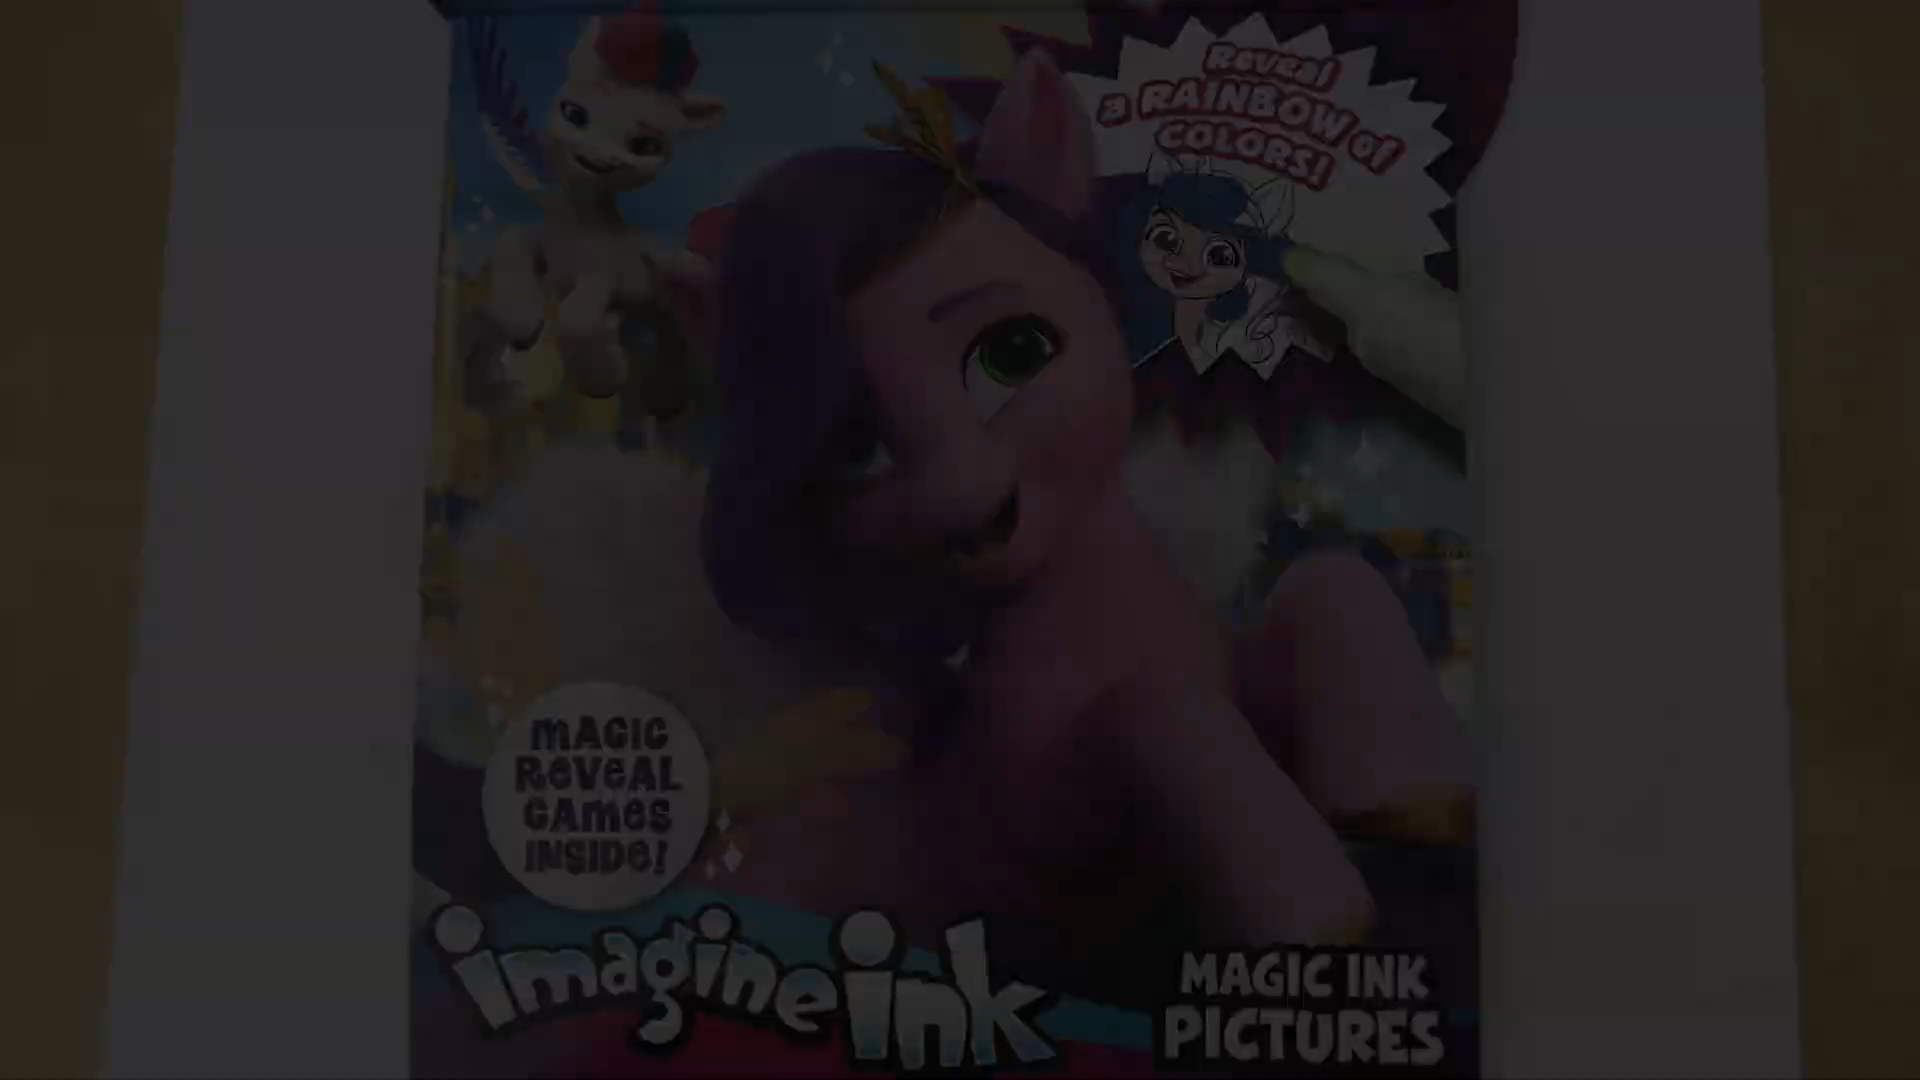 Reveal
a RAINBOW of
COLORS!
MAGIC
REVEAL
GAMES
INSIDE!
imagine ink
MAGIC INK
PICTURES